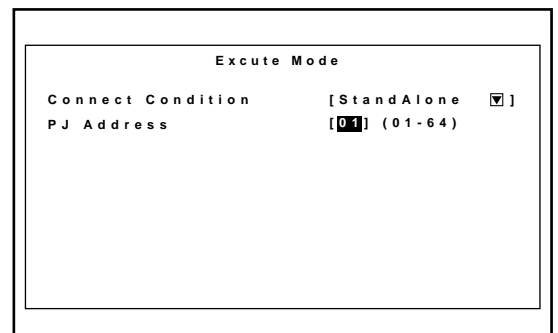 Excute Mode
Connect Condition [StandAlone ▼]
PJ Address [01] (01-64)